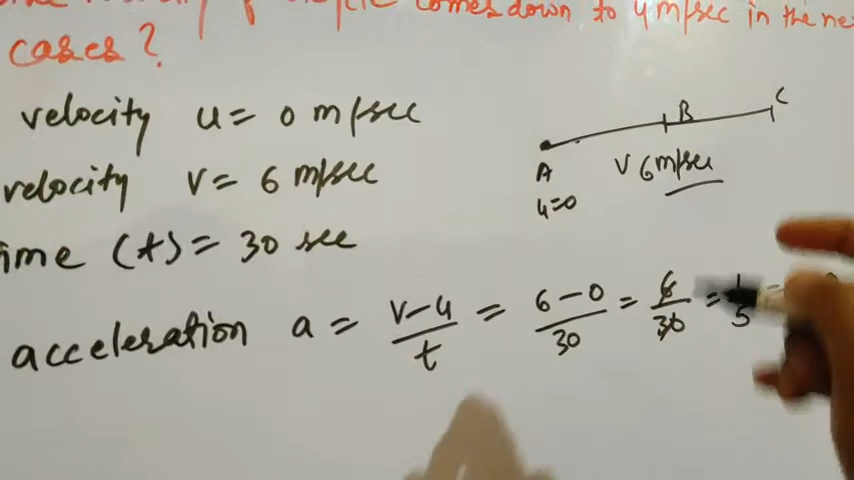 comes down to 4 m/sec in the ne
cases?
velocity u = 0 m/sec
velocity v = 6 m/sec
ime (t) = 30 sec
A B C
u=0
v 6 m/sec
acceleration a = v-u/t = 6-0/30 = 6/30 = 1/5 =